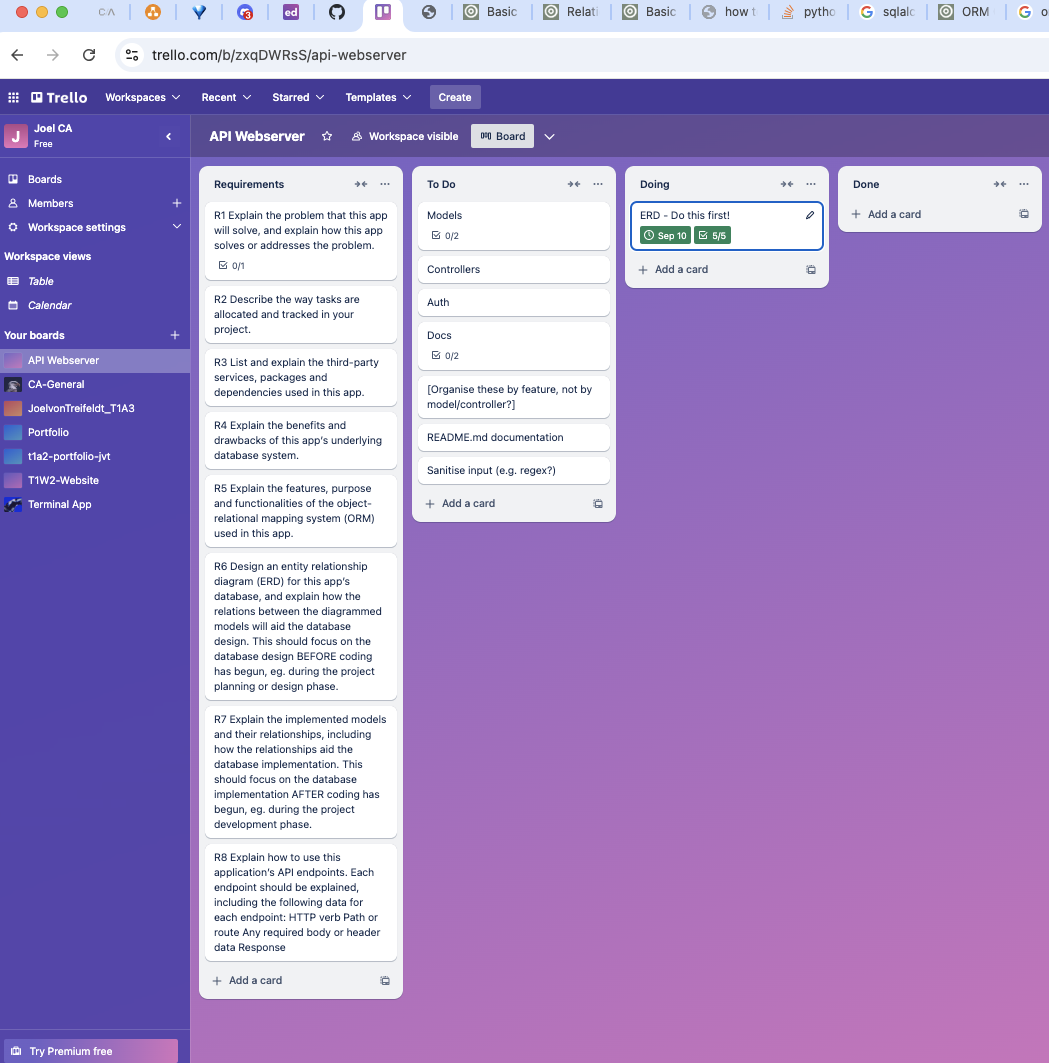 C/\
3
ed
Basic
Relati
Basic
how t
pytho
sqlalc
ORM
o
trello.com/b/zxqDWRsS/api-webserver
Trello
Workspaces
Recent
Starred
Templates
Create
J
Joel CA
Free
API Webserver
Workspace visible
Board
Boards
Members
Workspace settings
Workspace views
Table
Calendar
Your boards
API Webserver
CA-General
JoelvonTreifeldt_T1A3
Portfolio
t1a2-portfolio-jvt
T1W2-Website
Terminal App
Try Premium free
Requirements
R1 Explain the problem that this app
will solve, and explain how this app
solves or addresses the problem.
0/1
R2 Describe the way tasks are
allocated and tracked in your
project.
R3 List and explain the third-party
services, packages and
dependencies used in this app.
R4 Explain the benefits and
drawbacks of this app's underlying
database system.
R5 Explain the features, purpose
and functionalities of the object-
relational mapping system (ORM)
used in this app.
R6 Design an entity relationship
diagram (ERD) for this app's
database, and explain how the
relations between the diagrammed
models will aid the database
design. This should focus on the
database design BEFORE coding
has begun, eg. during the project
planning or design phase.
R7 Explain the implemented models
and their relationships, including
how the relationships aid the
database implementation. This
should focus on the database
implementation AFTER coding has
begun, eg. during the project
development phase.
R8 Explain how to use this
application's API endpoints. Each
endpoint should be explained,
including the following data for
each endpoint: HTTP verb Path or
route Any required body or header
data Response
Add a card
To Do
Models
0/2
Controllers
Auth
Docs
0/2
[Organise these by feature, not by
model/controller?]
README.md documentation
Sanitise input (e.g. regex?)
Add a card
Doing
ERD - Do this first!
Sep 10
5/5
Add a card
Done
Add a card